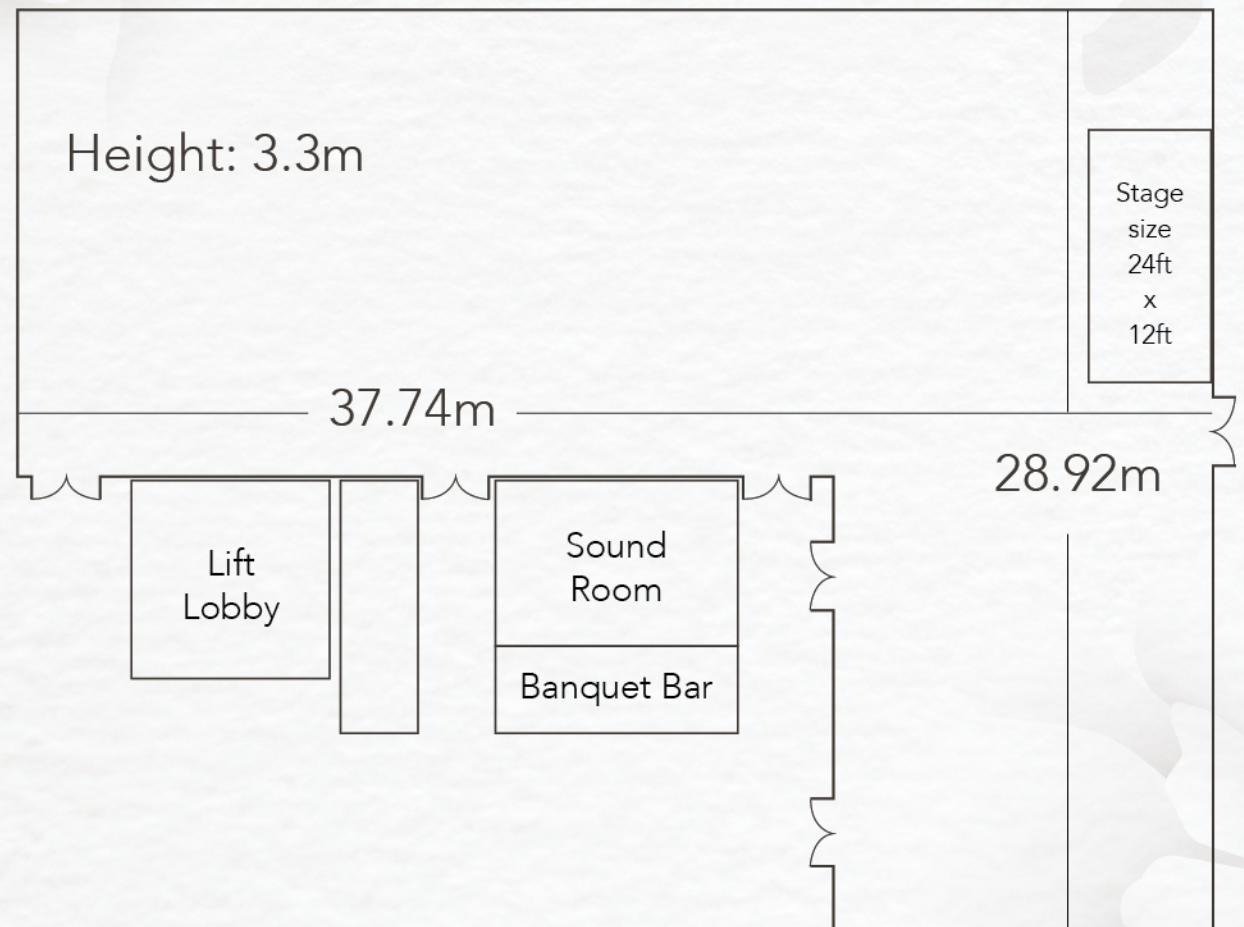 Height: 3.3m
Stage
size
24ft
x
12ft
37.74m
28.92m
Lift
Lobby
Sound
Room
Banquet Bar